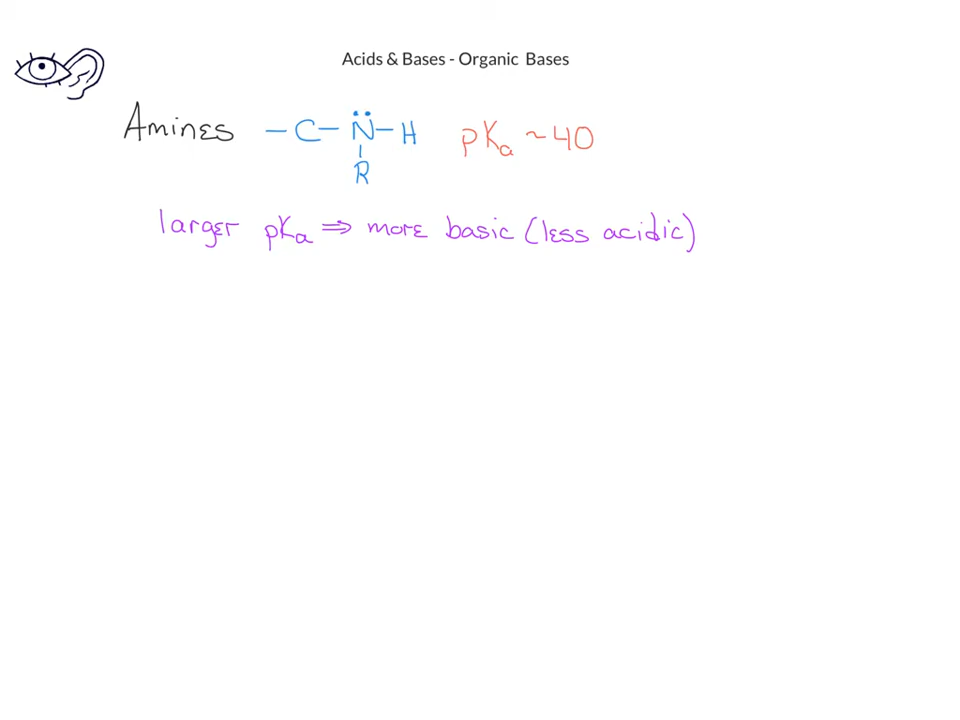 Acids & Bases - Organic Bases
Amines -C-N̈-H pKa ~40
R
larger pKa ⇒ more basic (less acidic)